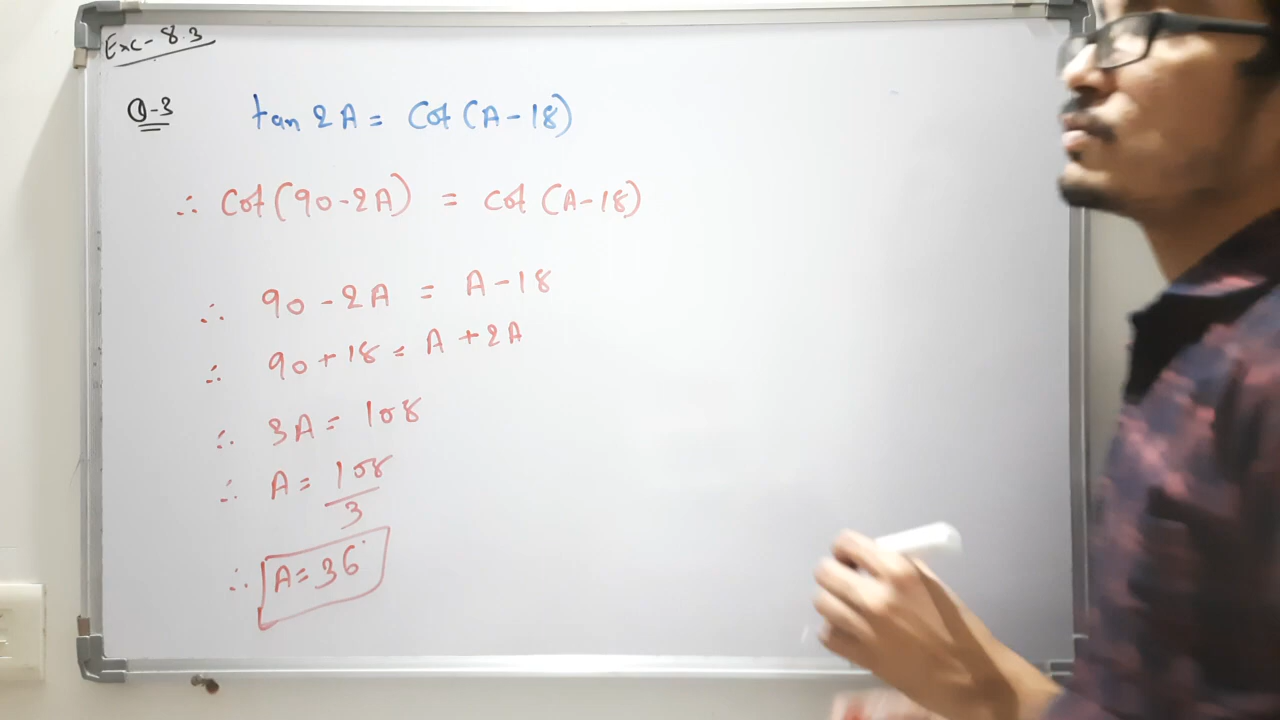 Exc- 8.3
Q-3 tan 2A = Cot (A-18)
∴ Cot (90-2A) = cot (A-18)
∴ 90 - 2A = A - 18
∴ 90 + 18 = A + 2A
∴ 3A = 108
∴ A = 108/3
∴ A = 36°